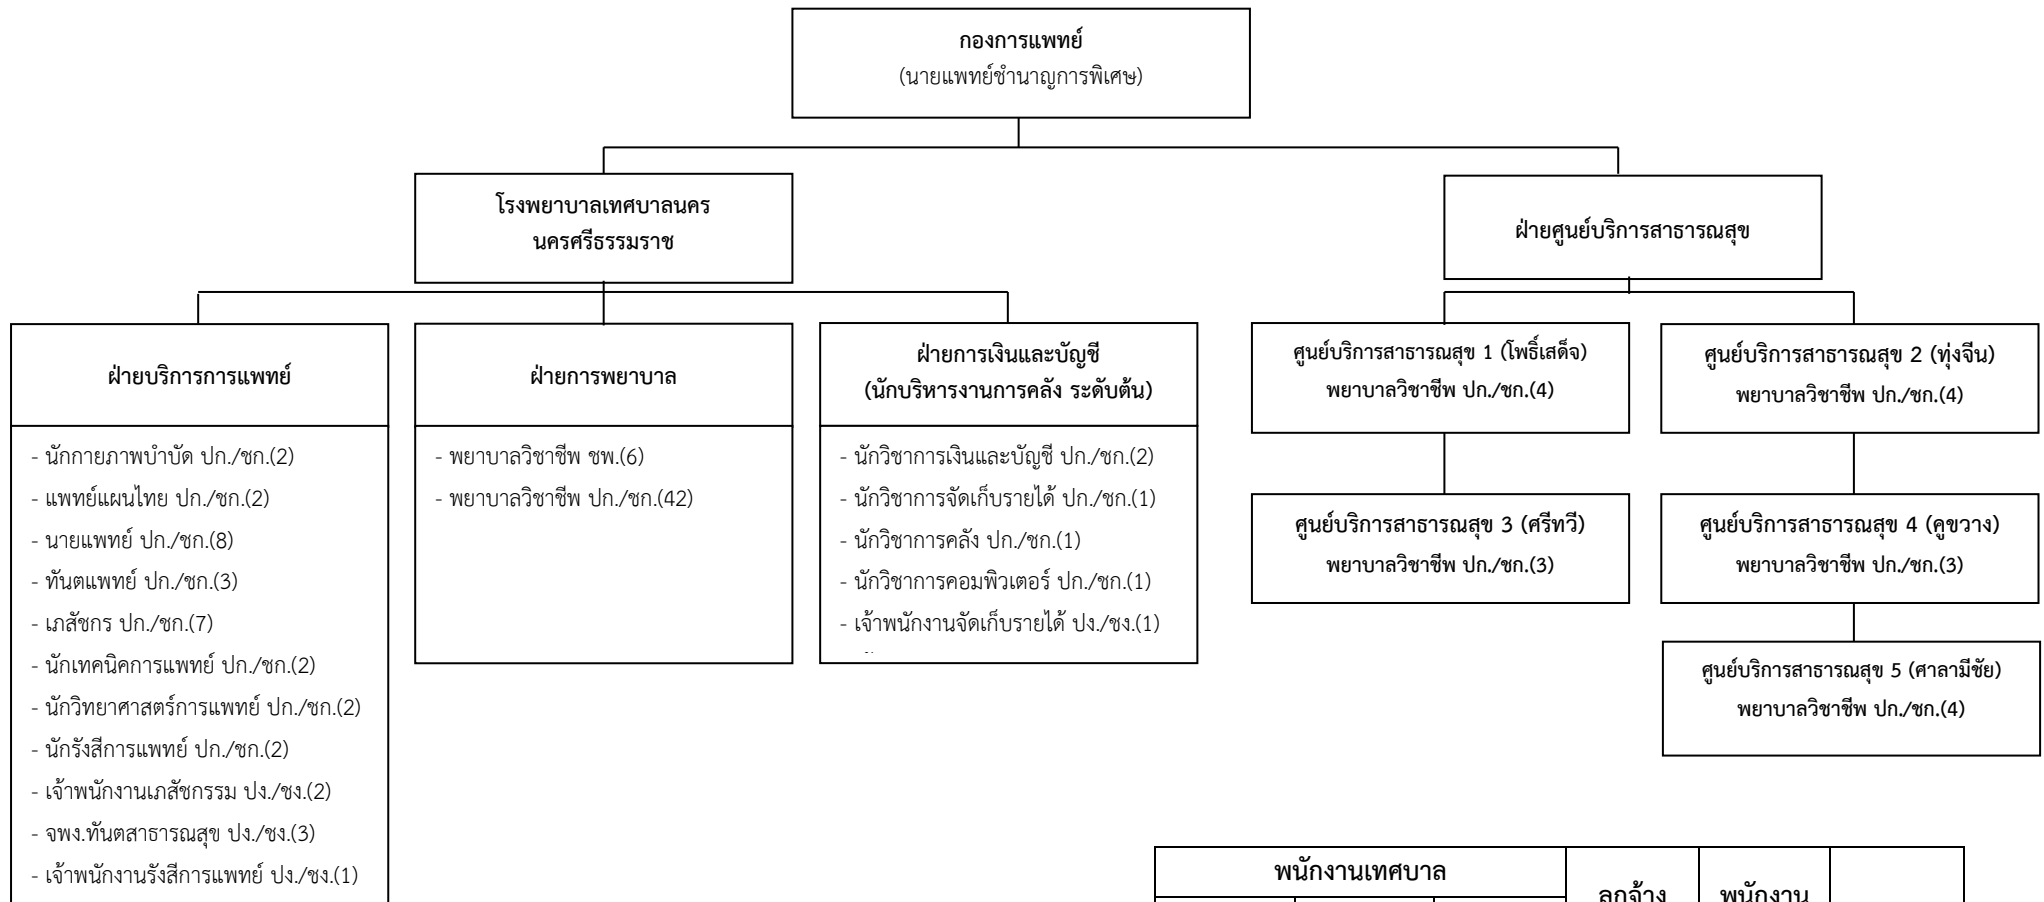 กองการแพทย์
(นายแพทย์ชำนาญการพิเศษ)
โรงพยาบาลเทศบาลนคร
นครศรีธรรมราช
ฝ่ายศูนย์บริการสาธารณสุข
ฝ่ายบริการการแพทย์
- นักกายภาพบำบัด ปก./ชก.(2)
- แพทย์แผนไทย ปก./ชก.(2)
- นายแพทย์ ปก./ชก.(8)
- ทันตแพทย์ ปก./ชก.(3)
- เภสัชกร ปก./ชก.(7)
- นักเทคนิคการแพทย์ ปก./ชก.(2)
- นักวิทยาศาสตร์การแพทย์ ปก./ชก.(2)
- นักรังสีการแพทย์ ปก./ชก.(2)
- เจ้าพนักงานเภสัชกรรม ปง./ชง.(2)
- จพง.ทันตสาธารณสุข ปง./ชง.(3)
- เจ้าพนักงานรังสีการแพทย์ ปง./ชง.(1)
ฝ่ายการพยาบาล
- พยาบาลวิชาชีพ ชพ.(6)
- พยาบาลวิชาชีพ ปก./ชก.(42)
ฝ่ายการเงินและบัญชี
(นักบริหารงานการคลัง ระดับต้น)
- นักวิชาการเงินและบัญชี ปก./ชก.(2)
- นักวิชาการจัดเก็บรายได้ ปก./ชก.(1)
- นักวิชาการคลัง ปก./ชก.(1)
- นักวิชาการคอมพิวเตอร์ ปก./ชก.(1)
- เจ้าพนักงานจัดเก็บรายได้ ปง./ชง.(1)
ศูนย์บริการสาธารณสุข 1 (โพธิ์เสด็จ)
พยาบาลวิชาชีพ ปก./ชก.(4)
ศูนย์บริการสาธารณสุข 2 (ทุ่งจีน)
พยาบาลวิชาชีพ ปก./ชก.(4)
ศูนย์บริการสาธารณสุข 3 (ศรีทวี)
พยาบาลวิชาชีพ ปก./ชก.(3)
ศูนย์บริการสาธารณสุข 4 (คูขวาง)
พยาบาลวิชาชีพ ปก./ชก.(3)
ศูนย์บริการสาธารณสุข 5 (ศาลามีชัย)
พยาบาลวิชาชีพ ปก./ชก.(4)
พนักงานเทศบาล
ลูกจ้าง
พนักงาน